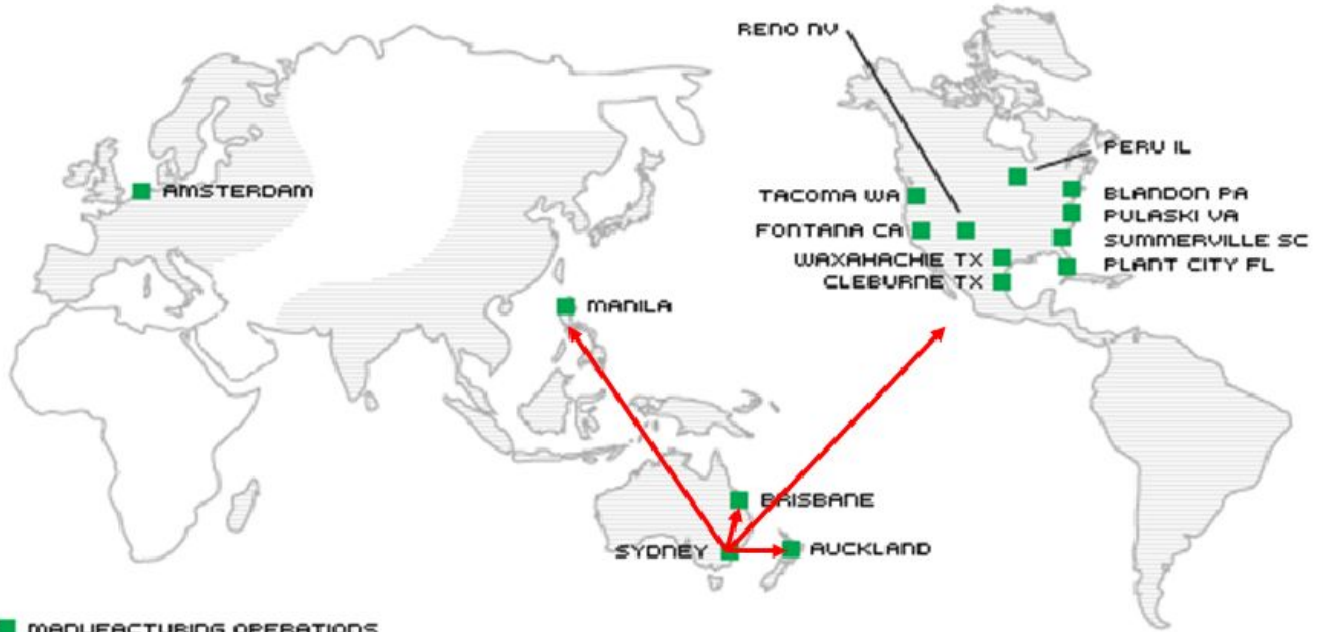 RENO NV
PERU IL
AMSTERDAM
TACOMA WA
BLANDON PA
PULASKI VA
FONTANA CA
SUMMERVILLE SC
WAXAHACHIE TX
PLANT CITY FL
CLEBURNE TX
MANILA
BRISBANE
SYDNEY
AUCKLAND
MANUFACTURING OPERATIONS